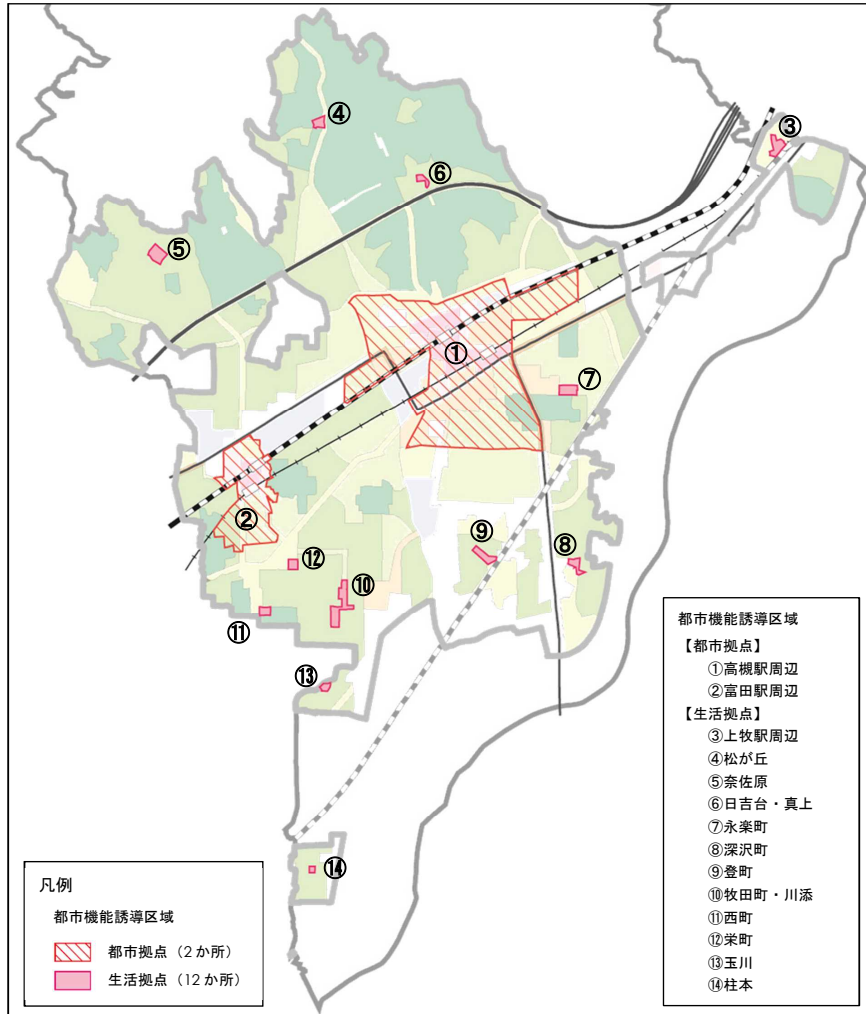 ④
③
⑥
⑤
①
⑦
②
⑨
⑧
⑫
⑩
⑪
⑬
⑭
都市機能誘導区域
【都市拠点】
①高槻駅周辺
②富田駅周辺
【生活拠点】
③上牧駅周辺
④松が丘
⑤奈佐原
⑥日吉台・真上
⑦永楽町
⑧深沢町
⑨登町
⑩牧田町・川添
⑪西町
⑫栄町
⑬玉川
⑭柱本
凡例
都市機能誘導区域
都市拠点（2か所）
生活拠点（12か所）